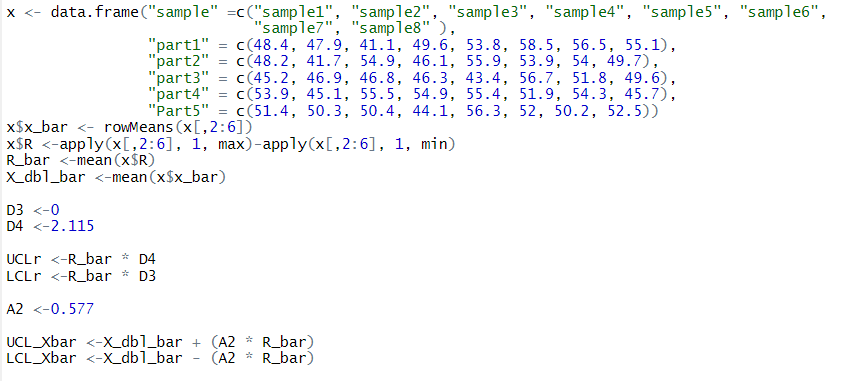 x <- data.frame("sample" =c("sample1", "sample2", "sample3", "sample4", "sample5", "sample6",
"sample7", "sample8" ),
"part1" = c(48.4, 47.9, 41.1, 49.6, 53.8, 58.5, 56.5, 55.1),
"part2" = c(48.2, 41.7, 54.9, 46.1, 55.9, 53.9, 54, 49.7),
"part3" = c(45.2, 46.9, 46.8, 46.3, 43.4, 56.7, 51.8, 49.6),
"part4" = c(53.9, 45.1, 55.5, 54.9, 55.4, 51.9, 54.3, 45.7),
"Part5" = c(51.4, 50.3, 50.4, 44.1, 56.3, 52, 50.2, 52.5))
x$x_bar <- rowMeans(x[,2:6])
x$R <-apply(x[,2:6], 1, max)-apply(x[,2:6], 1, min)
R_bar <-mean(x$R)
X_dbl_bar <-mean(x$x_bar)
D3 <-0
D4 <-2.115
UCLr <-R_bar * D4
LCLr <-R_bar * D3
A2 <-0.577
UCL_Xbar <-X_dbl_bar + (A2 * R_bar)
LCL_Xbar <-X_dbl_bar - (A2 * R_bar)